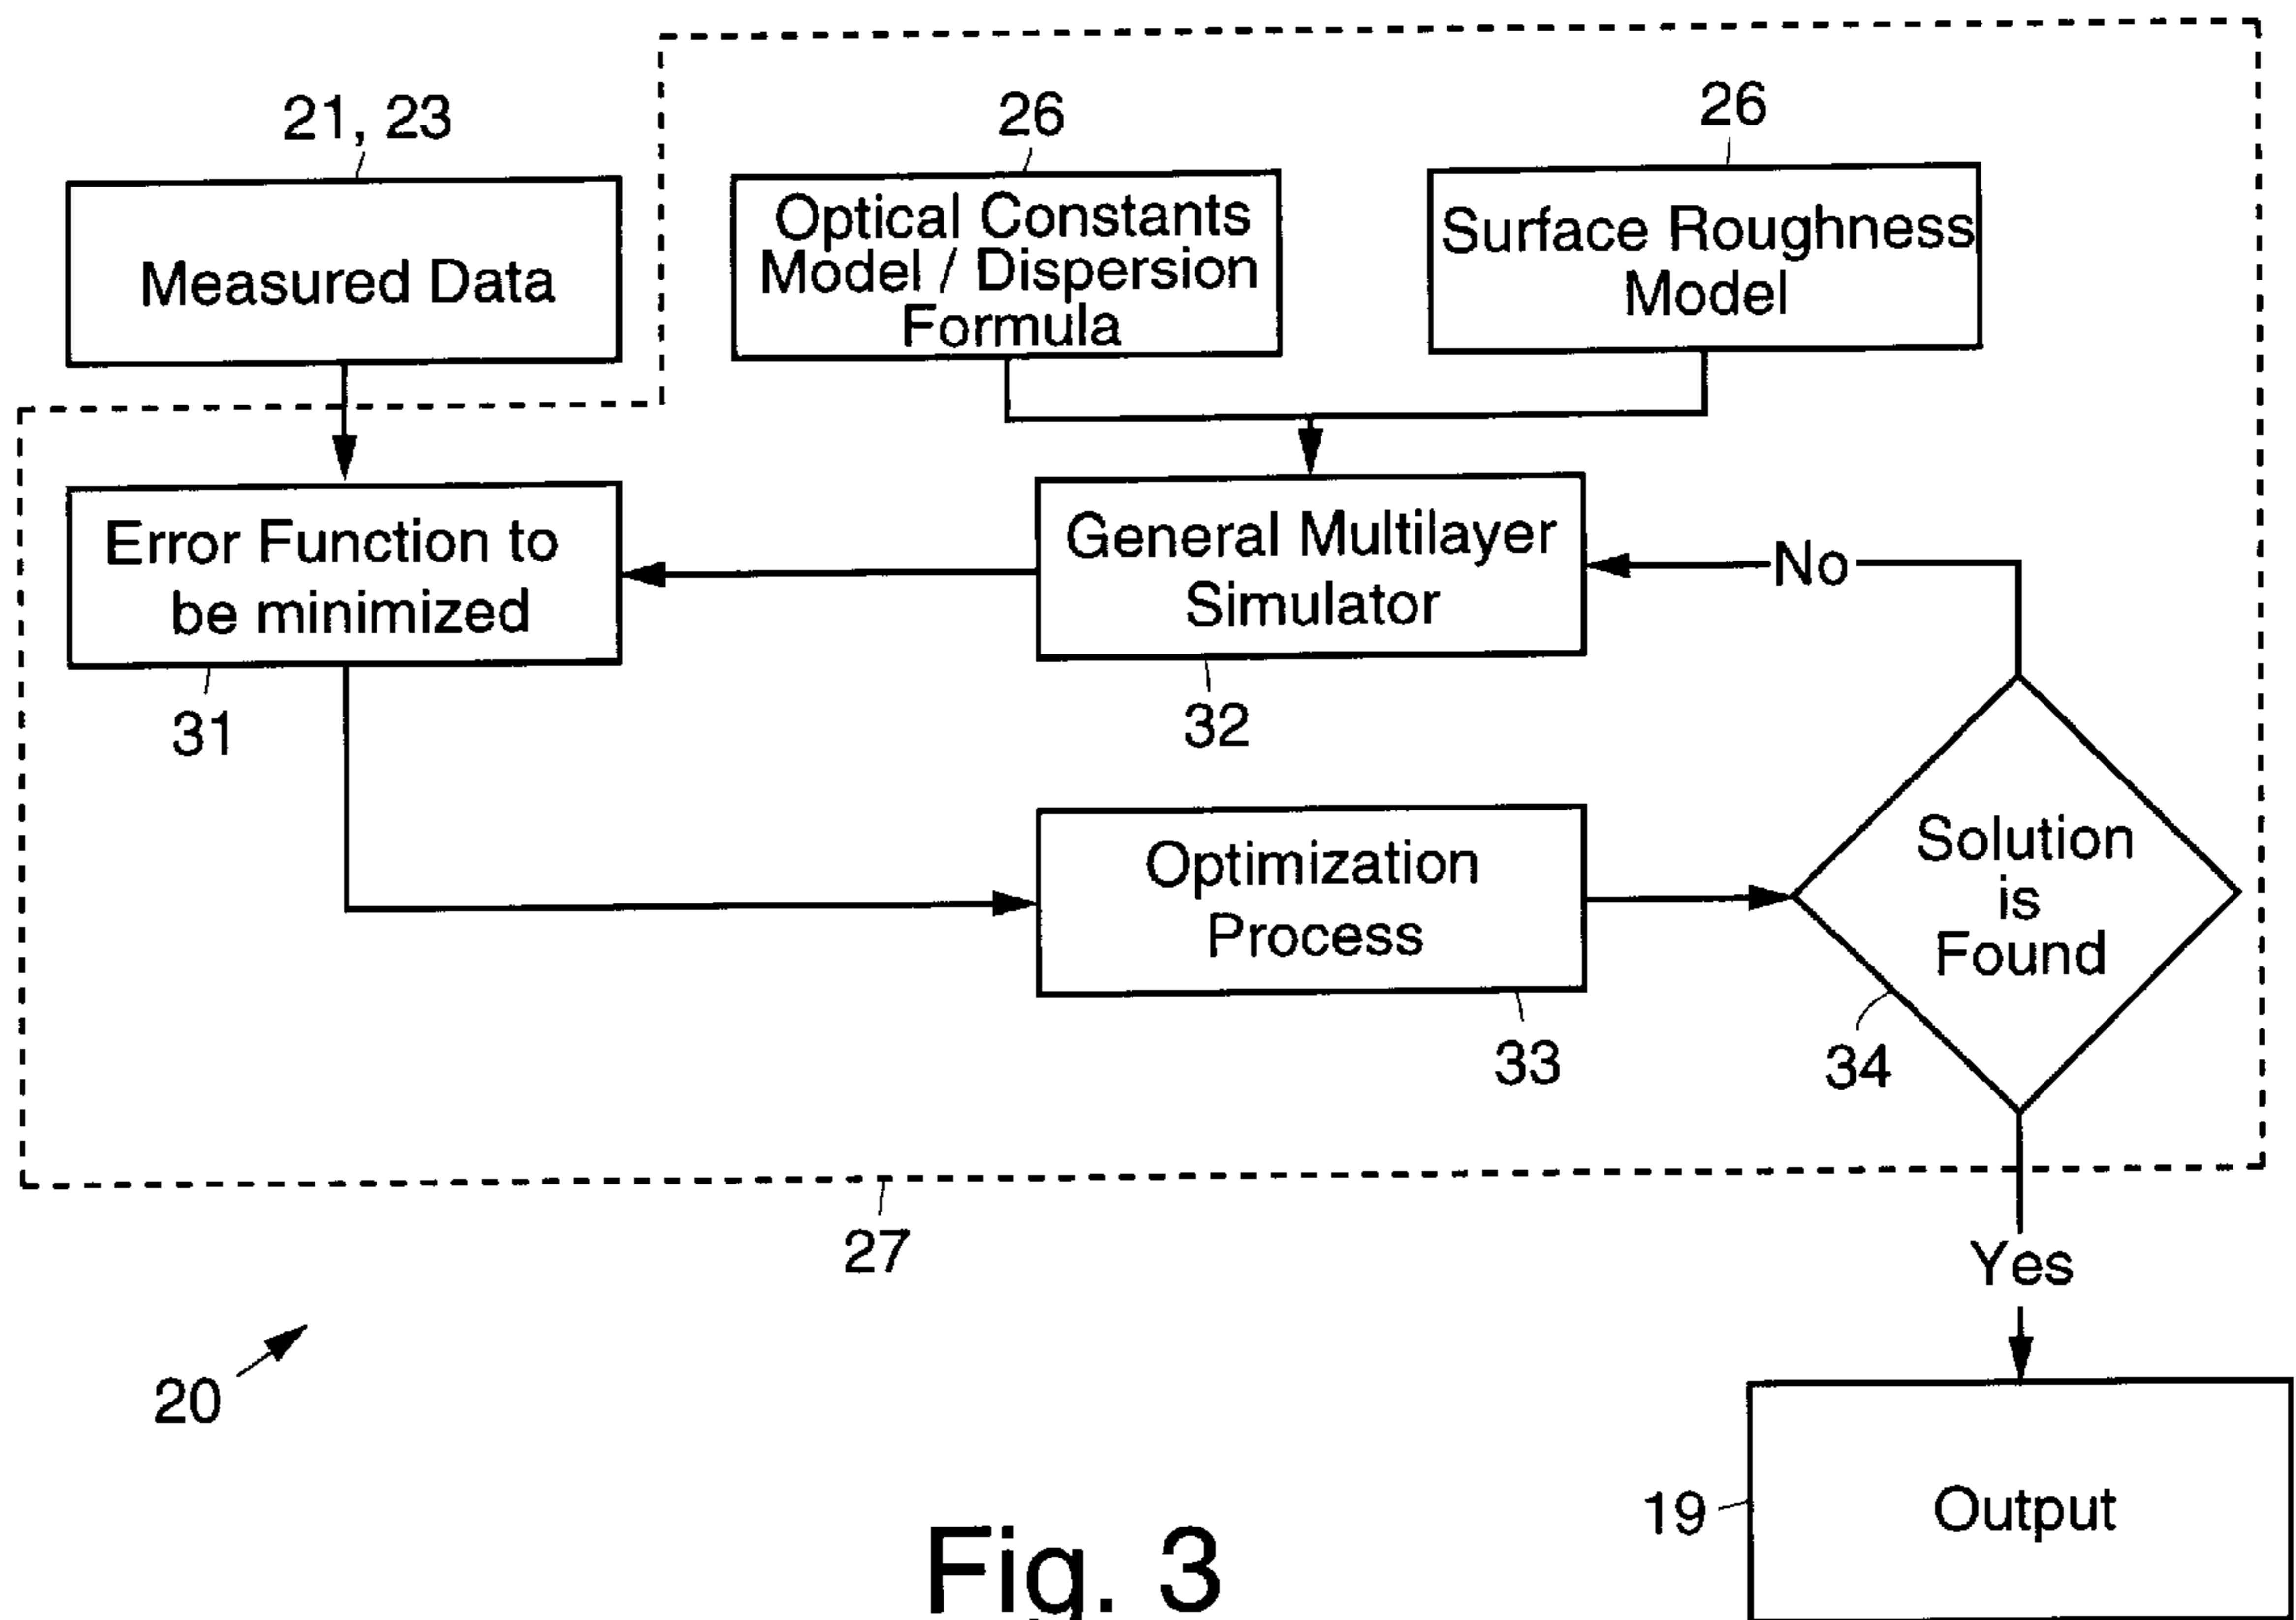 21, 23
Measured Data
26
Optical Constants
Model / Dispersion
Formula
26
Surface Roughness
Model
Error Function to
be minimized
31
General Multilayer
Simulator
32
No
Optimization
Process
33
Solution
is
Found
34
27
Yes
20
19
Output
Fig. 3